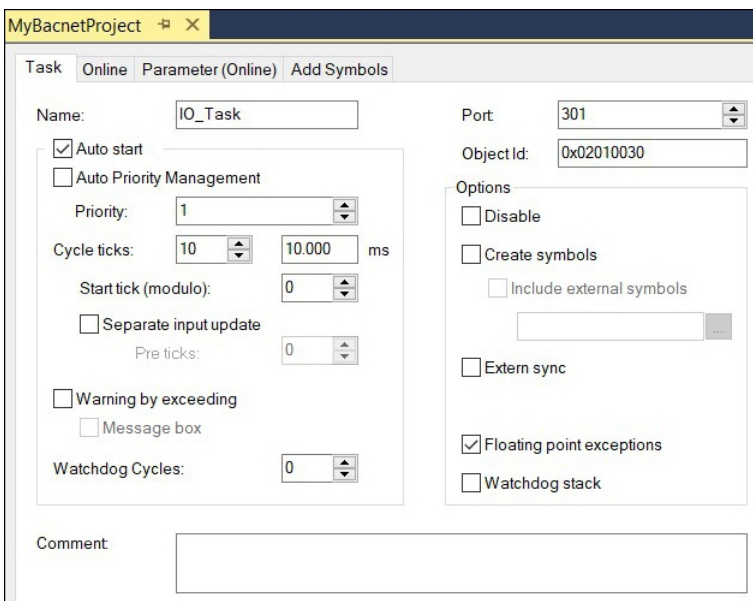 MyBacnetProject
Task Online Parameter (Online) Add Symbols
Name: IO_Task
Auto start
Auto Priority Management
Priority: 1
Cycle ticks: 10 10.000 ms
Start tick (modulo): 0
Separate input update
Pre ticks: 0
Warning by exceeding
Message box
Watchdog Cycles: 0
Port: 301
Object Id: 0x02010030
Options
Disable
Create symbols
Include external symbols
...
Extern sync
Floating point exceptions
Watchdog stack
Comment: